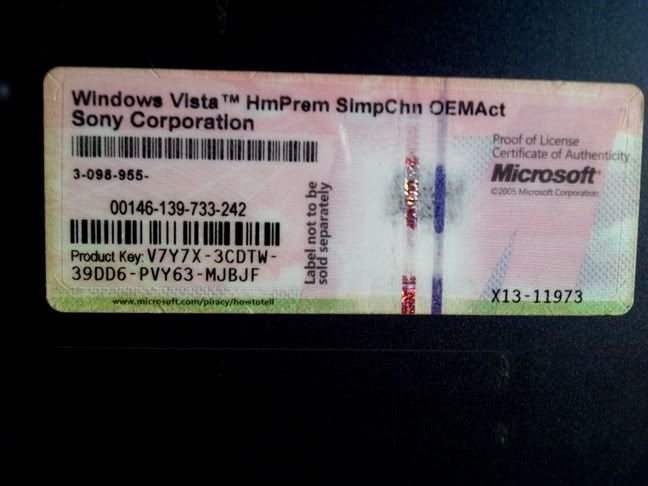 Windows Vista™ HmPrem SimpChn OEMAct
Sony Corporation
3-098-955-
00146-139-733-242
Product Key: V7Y7X-3CDTW-
39DD6-PVY63-MJBJF
www.microsoft.com/piracy/howtotell
Label not to be
sold separately
Proof of License
Certificate of Authenticity
Microsoft®
©2005 Microsoft Corporation
X13-11973